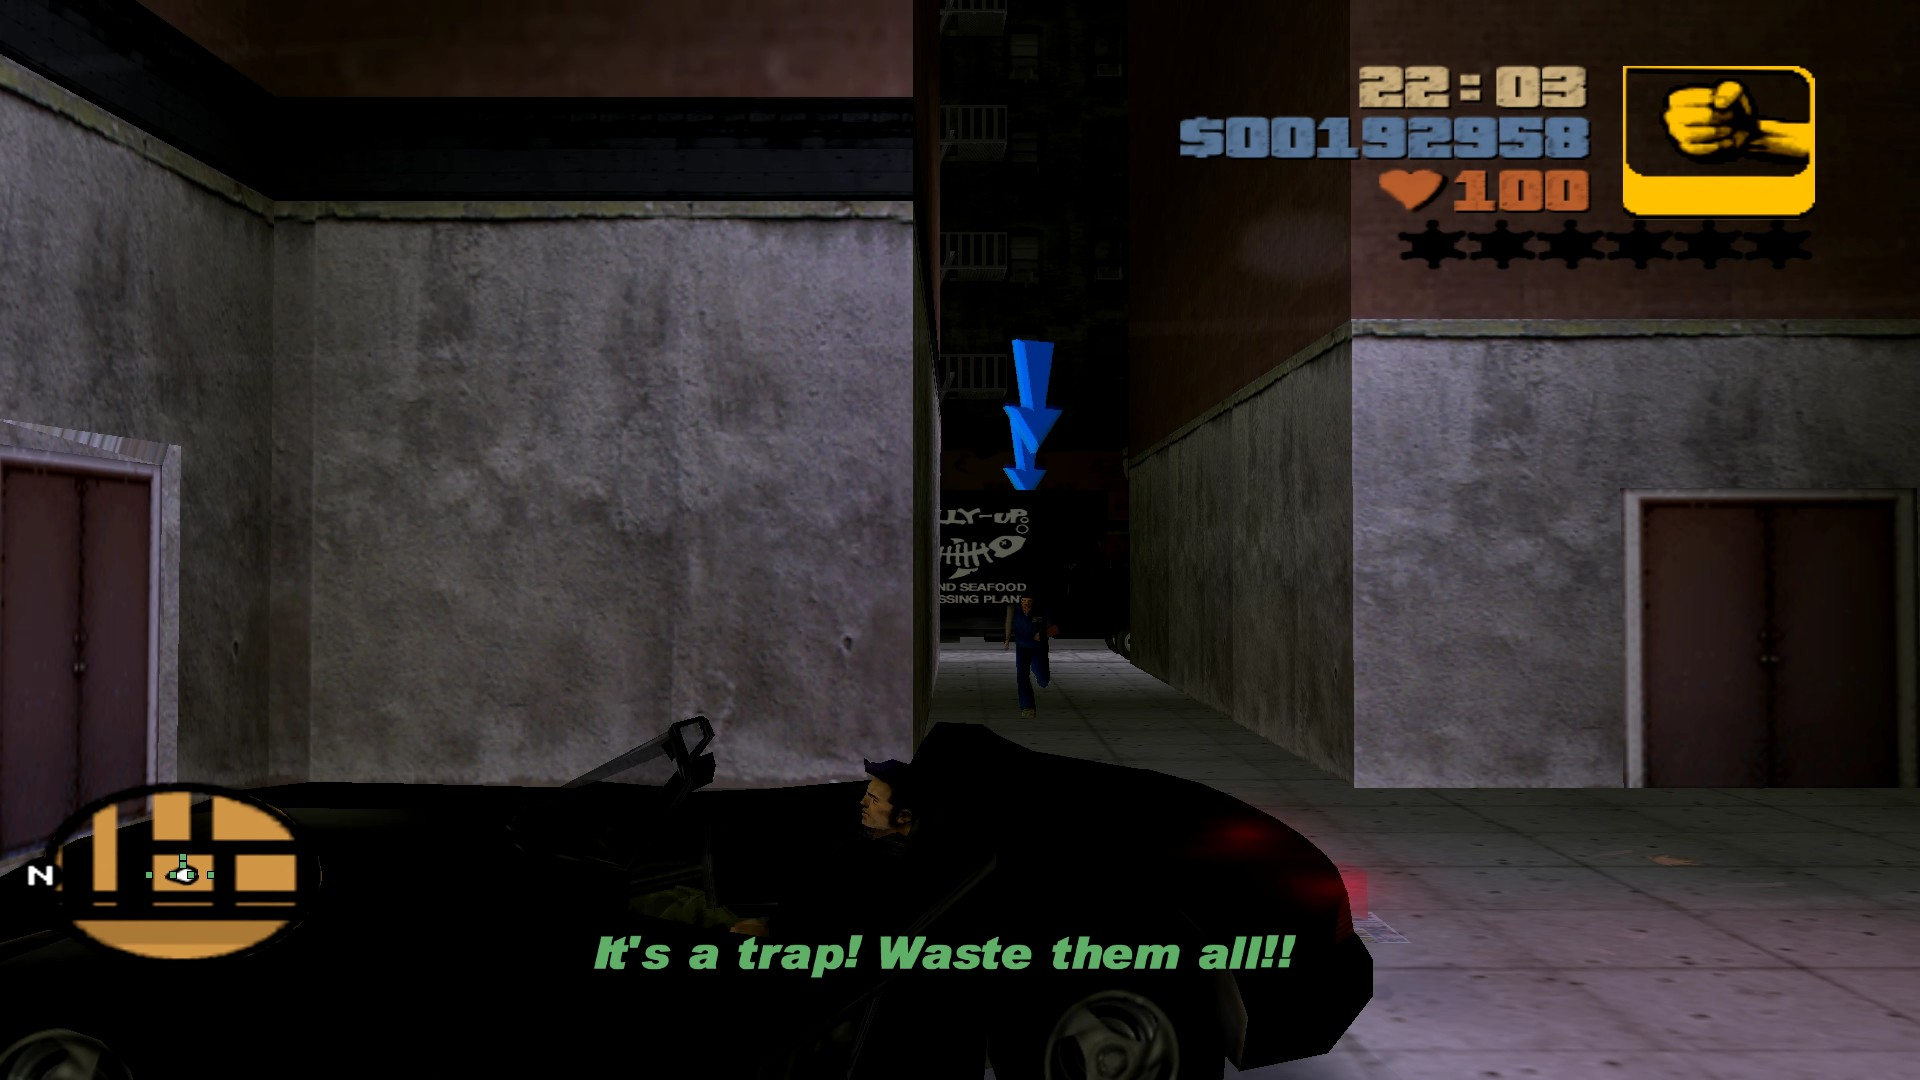 22:03
$00192958
100
LLY-UP
ND SEAFOOD
SSING PLANT
N
It's a trap! Waste them all!!